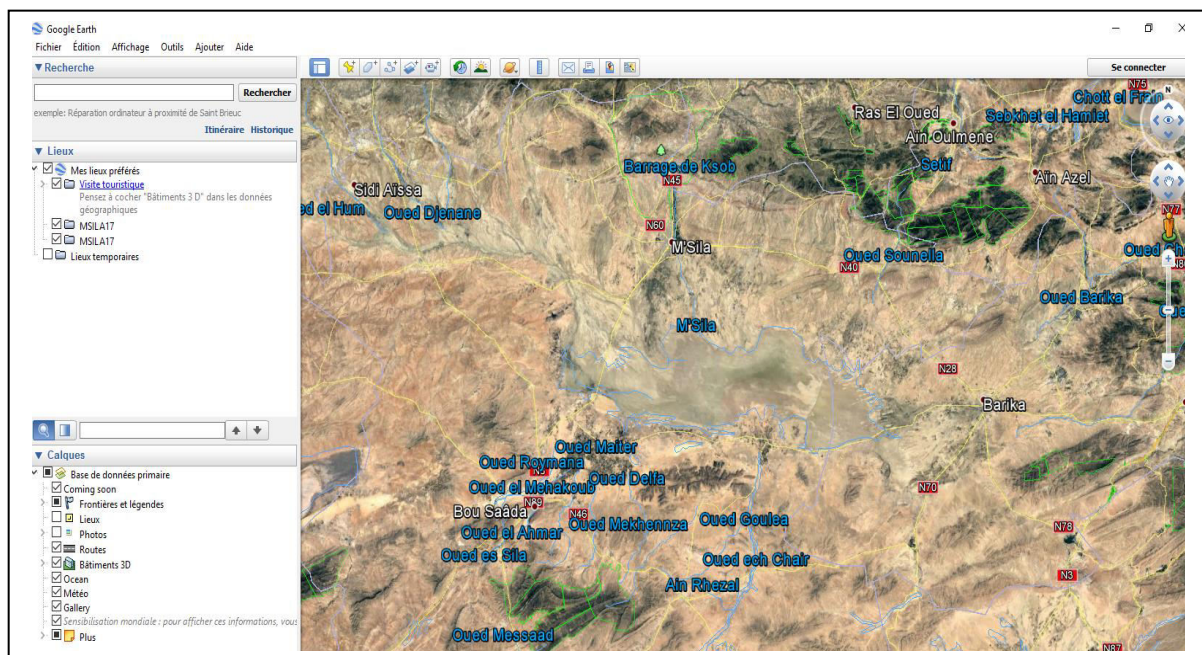 Google Earth
Fichier Édition Affichage Outils Ajouter Aide
Recherche
Rechercher
exemple: Réparation ordinateur à proximité de Saint Brieuc
Itinéraire Historique
Lieux
Mes lieux préférés
Visite touristique
Pensez à cocher "Bâtiments 3 D" dans les données
géographiques
MSILA17
MSILA17
Lieux temporaires
Calques
Base de données primaire
Coming soon
Frontières et légendes
Lieux
Photos
Routes
Bâtiments 3D
Ocean
Météo
Gallery
Sensibilisation mondiale : pour afficher ces informations, vous
Plus
Se connecter
N75
N
Chott el Frain
Ras El Oued
Sebkhet el Hamiet
Aïn Oulmene
Barrage de Ksob
Setif
N45
Aïn Azel
Sidi Aïssa
ed el Hum
Oued Djenane
N77
N60
M'Sila
Oued Sounella
N40
Oued Barika
M'Sila
N28
Barika
Oued Maiter
Oued Roymana
Oued Delfa
Oued el Mehakoub
N70
N89
Bou Saâda
N46
Oued Mekhennza
Oued Goulea
N78
Oued el Ahmar
Oued es Sila
Oued ech Chair
N3
Ain Rhezal
Oued Messaad
N87